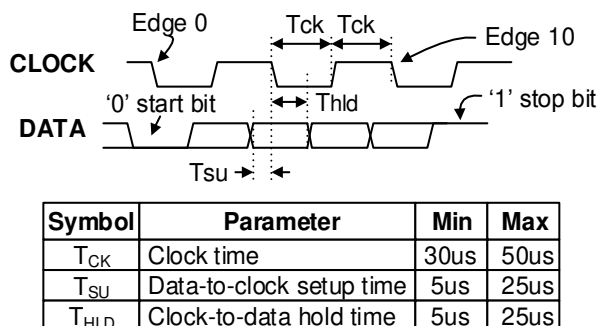 Edge 0
Tck Tck
Edge 10
CLOCK
'0' start bit
Thld
'1' stop bit
DATA
Tsu
Symbol Parameter Min Max
TCK Clock time 30us 50us
TSU Data-to-clock setup time 5us 25us
THLD Clock-to-data hold time 5us 25us